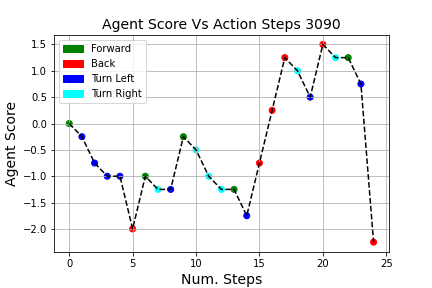 Agent Score Vs Action Steps 3090
Forward
Back
Turn Left
Turn Right
1.5
1.0
0.5
0.0
−0.5
−1.0
−1.5
−2.0
Agent Score
0 5 10 15 20 25
Num. Steps